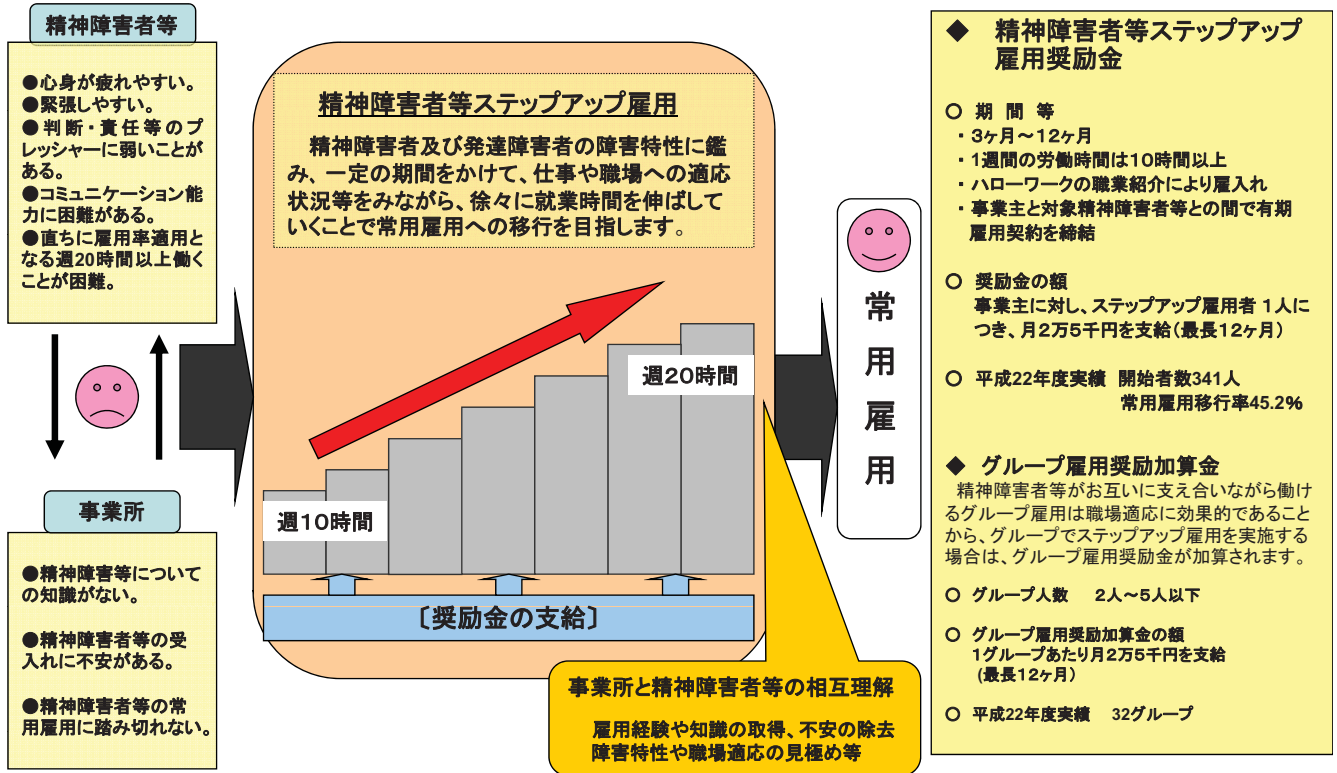 精神障害者等
●心身が疲れやすい。
●緊張しやすい。
●判断・責任等のプ
レッシャーに弱いことが
ある。
●コミュニケーション能
力に困難がある。
●直ちに雇用率適用と
なる週20時間以上働く
ことが困難。
事業所
●精神障害等について
の知識がない。
●精神障害者等の受
入れに不安がある。
●精神障害者等の常
用雇用に踏み切れない。
精神障害者等ステップアップ雇用
精神障害者及び発達障害者の障害特性に鑑
み、一定の期間をかけて、仕事や職場への適応
状況等をみながら、徐々に就業時間を伸ばして
いくことで常用雇用への移行を目指します。
週10時間
週20時間
〔奨励金の支給〕
事業所と精神障害者等の相互理解
雇用経験や知識の取得、不安の除去
障害特性や職場適応の見極め等
常用雇用
◆ 精神障害者等ステップアップ
雇用奨励金
○ 期 間 等
・3ヶ月～12ヶ月
・1週間の労働時間は10時間以上
・ハローワークの職業紹介により雇入れ
・事業主と対象精神障害者等との間で有期
雇用契約を締結
○ 奨励金の額
事業主に対し、ステップアップ雇用者 1人に
つき、月2万5千円を支給(最長12ヶ月)
○ 平成22年度実績 開始者数341人
常用雇用移行率45.2%
◆ グループ雇用奨励加算金
精神障害者等がお互いに支え合いながら働け
るグループ雇用は職場適応に効果的であること
から、グループでステップアップ雇用を実施する
場合は、グループ雇用奨励金が加算されます。
○ グループ人数 2人～5人以下
○ グループ雇用奨励加算金の額
1グループあたり月2万5千円を支給
(最長12ヶ月)
○ 平成22年度実績 32グループ